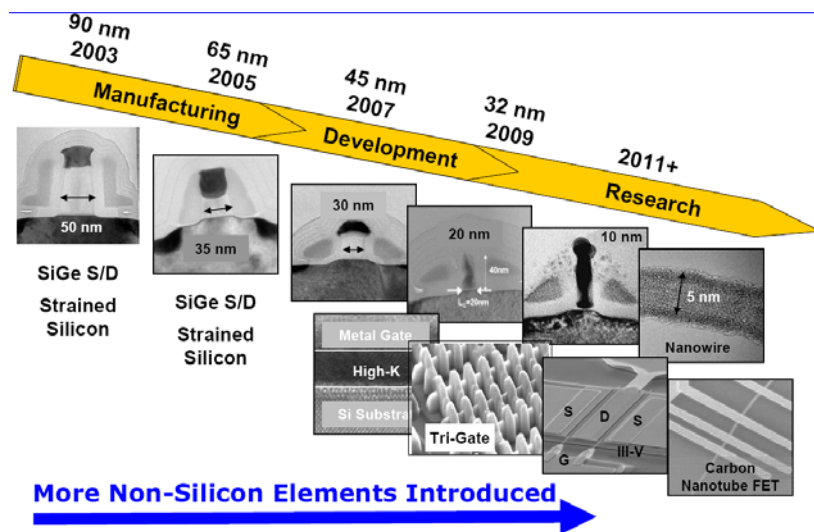 90 nm
2003
65 nm
2005
45 nm
2007
32 nm
2009
2011+
Manufacturing
Development
Research
50 nm
SiGe S/D
Strained
Silicon
35 nm
SiGe S/D
Strained
Silicon
30 nm
20 nm
40nm
=20nm
10 nm
5 nm
Nanowire
Metal Gate
High-K
Si Substrat
Tri-Gate
S
D
S
G
III-V
Carbon
Nanotube FET
More Non-Silicon Elements Introduced